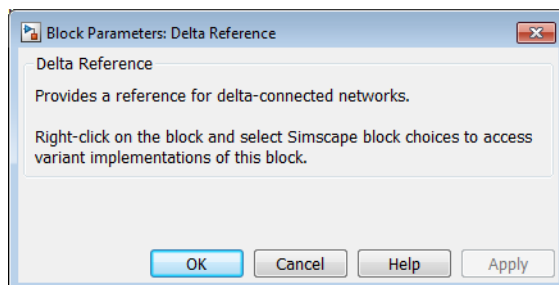 Block Parameters: Delta Reference
Delta Reference
Provides a reference for delta-connected networks.
Right-click on the block and select Simscape block choices to access
variant implementations of this block.
OK Cancel Help Apply